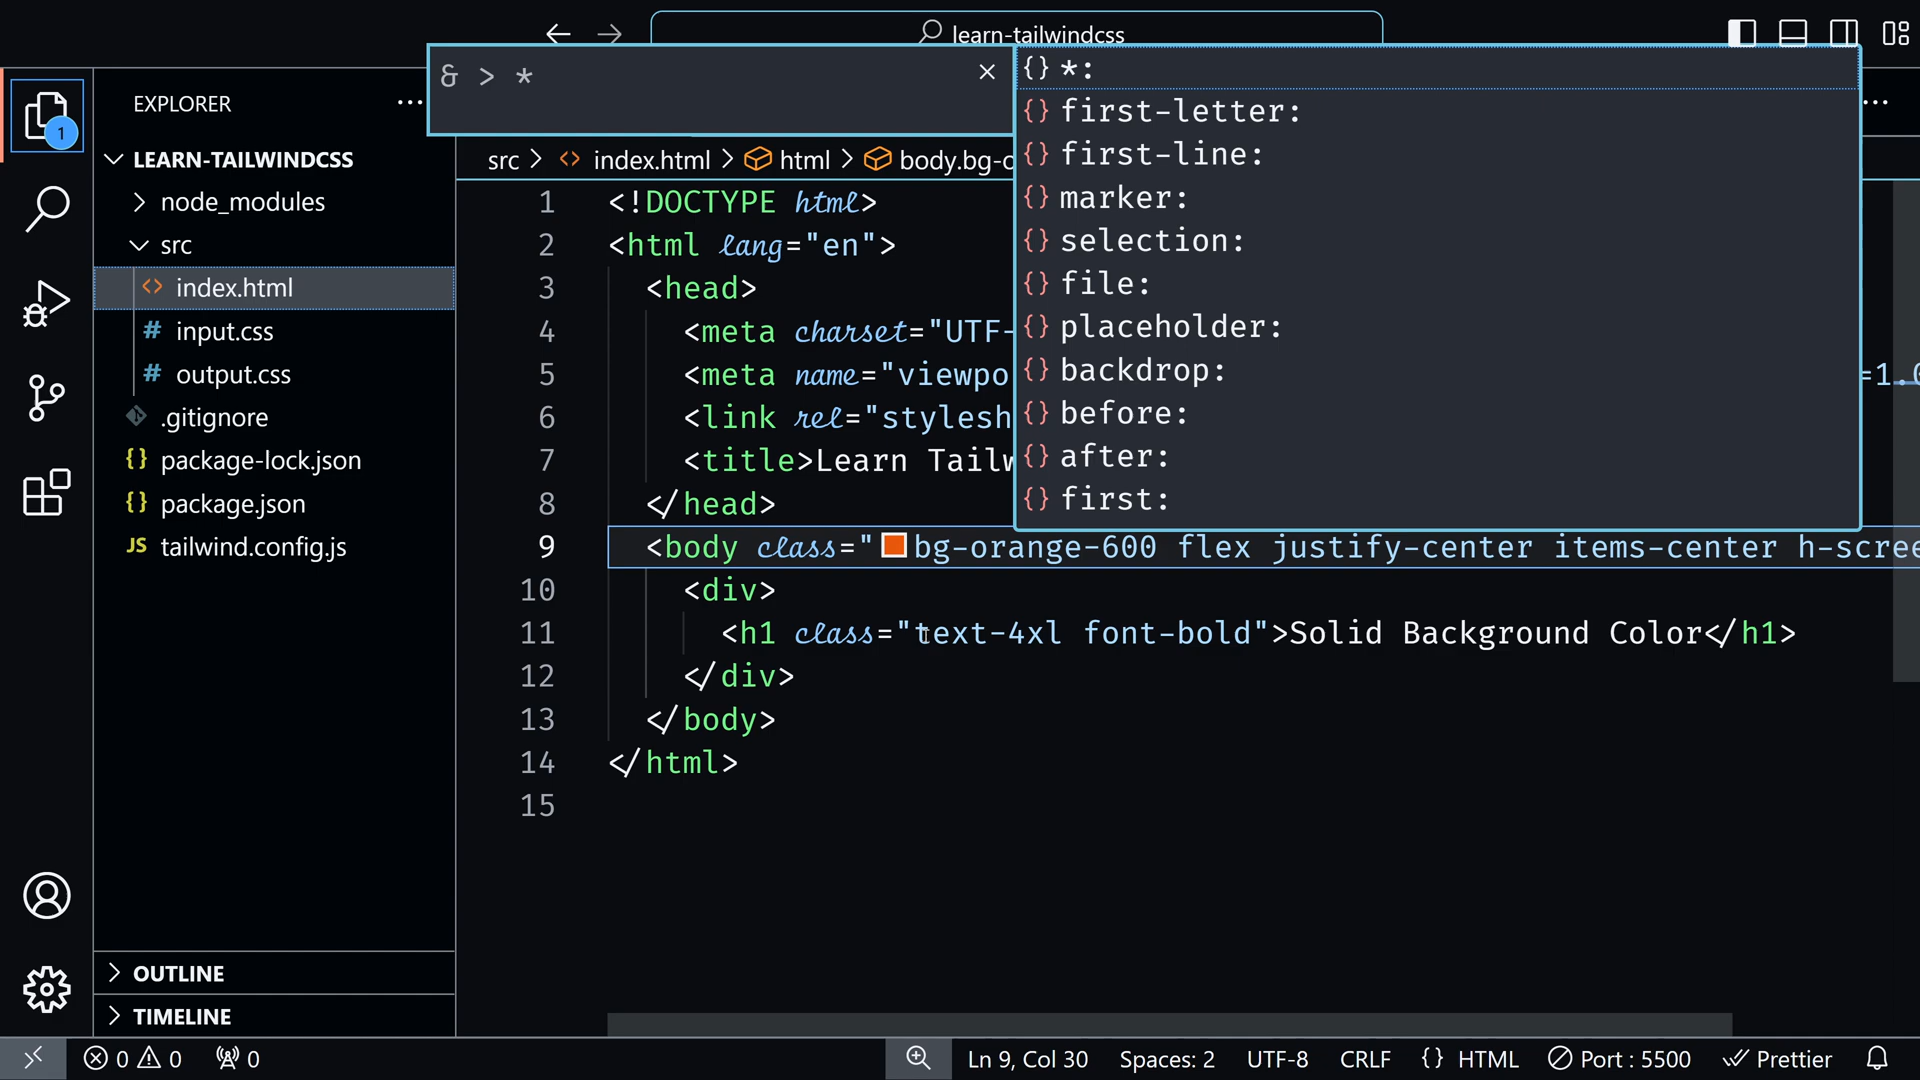 learn-tailwindcss
EXPLORER
LEARN-TAILWINDCSS
node_modules
src
index.html
input.css
output.css
.gitignore
package-lock.json
package.json
tailwind.config.js
OUTLINE
TIMELINE
1
& > *
*:
first-letter:
first-line:
marker:
selection:
file:
placeholder:
backdrop:
before:
after:
first:
src > index.html > html > body.bg-o
1 <!DOCTYPE html>
2 <html lang="en">
3 <head>
4 <meta charset="UTF-
5 <meta name="viewpo =1.0
6 <link rel="stylesh
7 <title>Learn Tailw
8 </head>
9 <body class="bg-orange-600 flex justify-center items-center h-scree
10 <div>
11 <h1 class="text-4xl font-bold">Solid Background Color</h1>
12 </div>
13 </body>
14 </html>
15
0 0 0 Ln 9, Col 30 Spaces: 2 UTF-8 CRLF {} HTML Port : 5500 Prettier